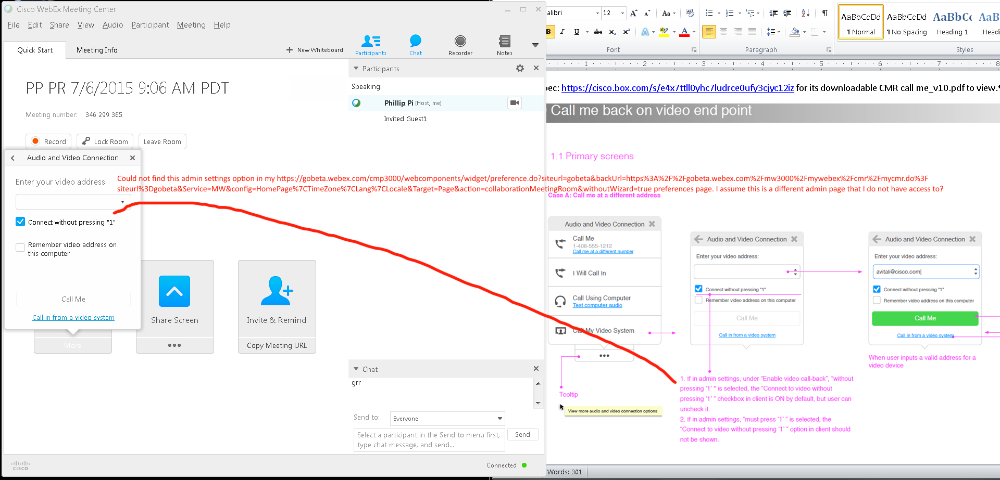 Cisco WebEx Meeting Center
File Edit Share View Audio Participant Meeting Help
Quick Start
Meeting Info
New Whiteboard
Participants
Chat
Recorder
Notes
PP PR 7/6/2015 9:06 AM PDT
Meeting number: 346 299 365
Record
Lock Room
Leave Room
Participants
Speaking:
Phillip Pi (Host, me)
Invited Guest1
Audio and Video Connection
Enter your video address:
Connect without pressing "1"
Remember video address on
this computer
Call Me
Call in from a video system
More
Share Screen
Invite & Remind
Copy Meeting URL
Chat
grr
Send to:
Everyone
Select a participant in the Send to menu first,
type chat message, and send...
Send
cisco
Connected
Could not find this admin settings option in my https://gobeta.webex.com/cmp3000/webcomponents/widget/preference.do?siteurl=gobeta&backUrl=https%3A%2F%2Fgobeta.webex.com%2Fmw3000%2Fmywebex%2Fcmr%2Fmycmr.do%3F
siteurl%3Dgobeta&Service=MW&config=HomePage%7CTimeZone%7CLang%7CLocale&Target=Page&action=collaborationMeetingRoom&withoutWizard=true preferences page. I assume this is a different admin page that I do not have access to?
alibri
12
Aa
B I U abc x₂ x² A ab A
Font
Paragraph
AaBbCcDd
¶ Normal
AaBbCcDd
¶ No Spacing
AaBbCc
Heading 1
AaB
Headi
Styles
1 2 3 4 5 6 7 8
pec: https://cisco.box.com/s/e4x7ttll0yhc7ludrce0ufy3cjyc12iz for its downloadable CMR call me_v10.pdf to view.¶
Call me back on video end point
1.1 Primary screens
Case A: Call me at a different address
Audio and Video Connection
Call Me
1-408-555-1212
Call me at a different number
I Will Call In
Call Using Computer
Test computer audio
Call My Video System
Tooltip
View more audio and video connection options
Audio and Video Connection
Enter your video address:
Connect without pressing "1"
Remember video address on this computer
Call Me
Call in from a video system
Audio and Video Connection
Enter your video address:
avitali@cisco.com
Connect without pressing "1"
Remember video address on this computer
Call Me
Call in from a video system
When user inputs a valid address for a
video device
1. If in admin settings, under “Enable video call-back”, “without
pressing ‘1’ ” is selected, the “Connect to video without
pressing ‘1’ “ checkbox in client is ON by default, but user can
uncheck it.
2. If in admin settings, “must press ‘1’ “ is selected, the
“Connect to video without pressing ‘1’ “ option in client should
not be shown.
Words: 301